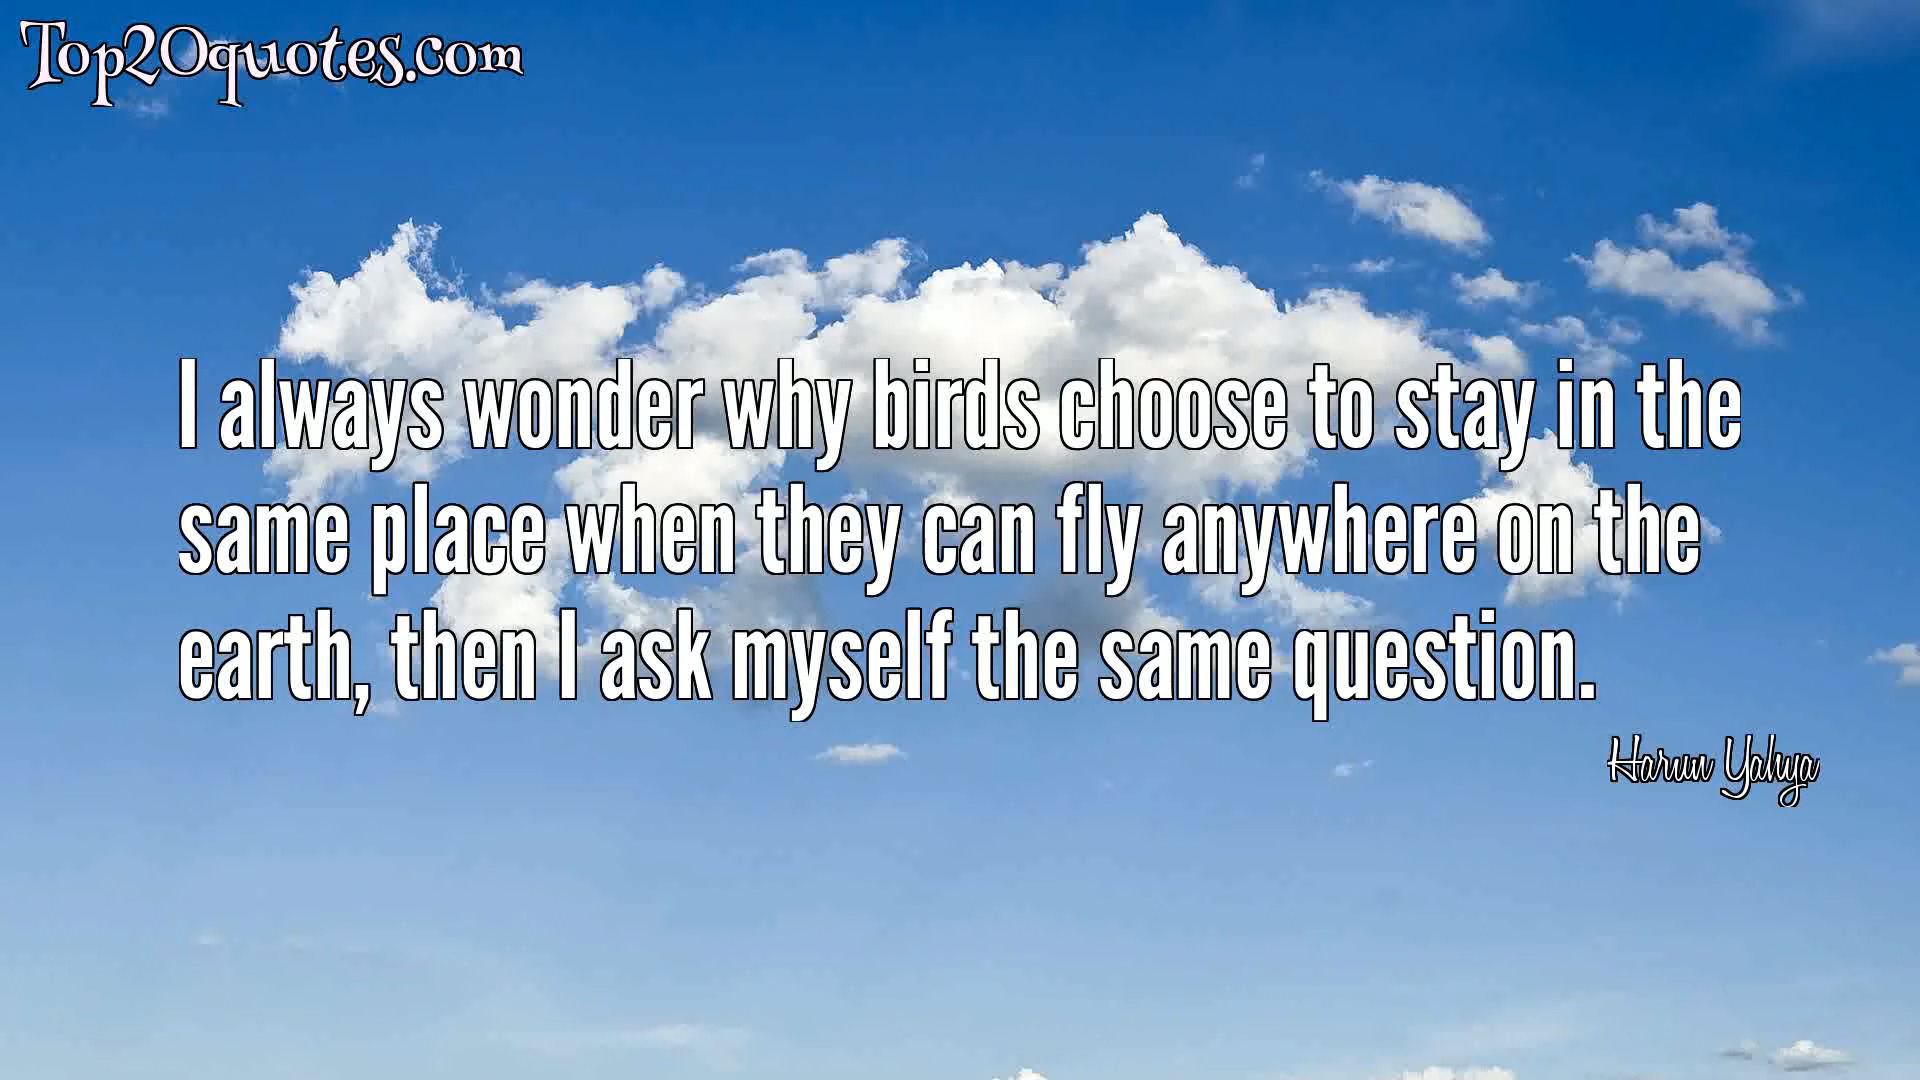 Top20quotes.com
I always wonder why birds choose to stay in the
same place when they can fly anywhere on the
earth, then I ask myself the same question.
Harun Yahya